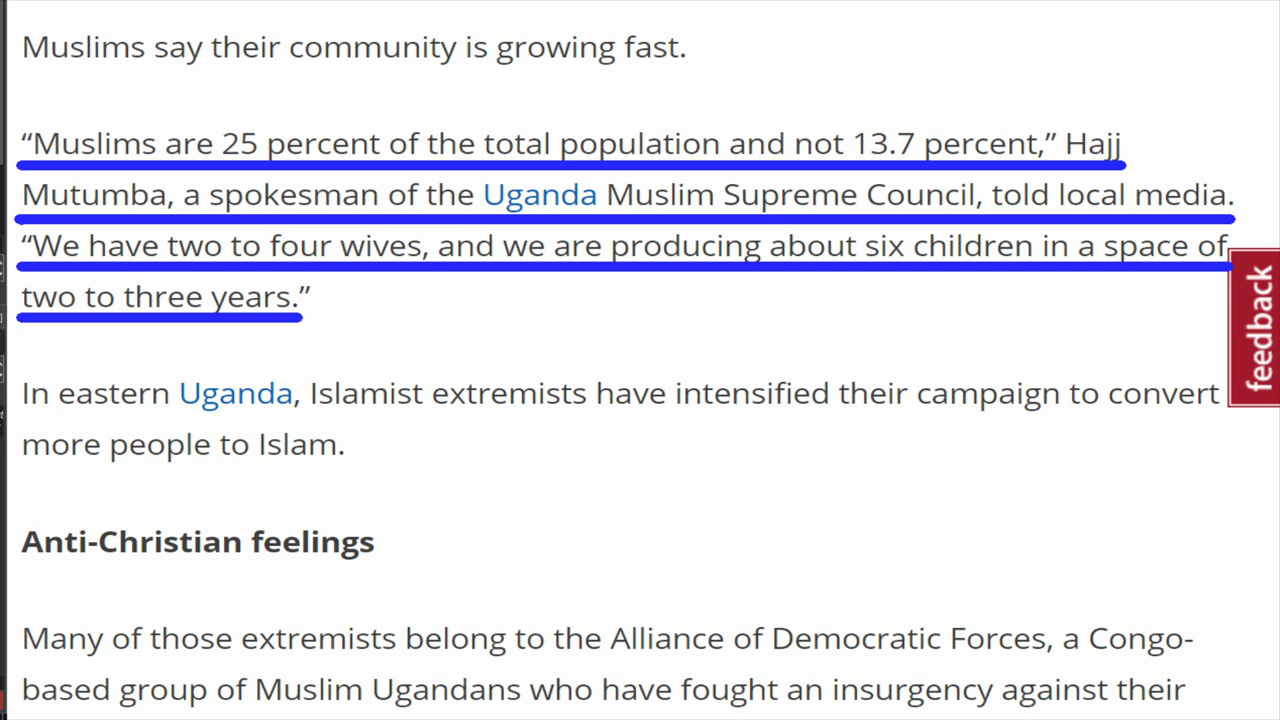 Muslims say their community is growing fast.
“Muslims are 25 percent of the total population and not 13.7 percent,” Hajj
Mutumba, a spokesman of the Uganda Muslim Supreme Council, told local media.
“We have two to four wives, and we are producing about six children in a space of
two to three years.”
feedback
In eastern Uganda, Islamist extremists have intensified their campaign to convert
more people to Islam.
Anti-Christian feelings
Many of those extremists belong to the Alliance of Democratic Forces, a Congo-
based group of Muslim Ugandans who have fought an insurgency against their